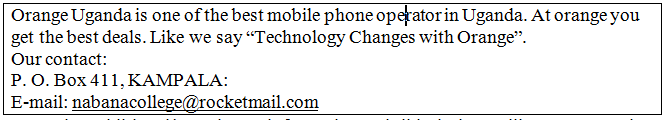 Orange Uganda is one of the best mobile phone operator in Uganda. At orange you
get the best deals. Like we say “Technology Changes with Orange”.
Our contact:
P. O. Box 411, KAMPALA:
E-mail: nabanacollege@rocketmail.com